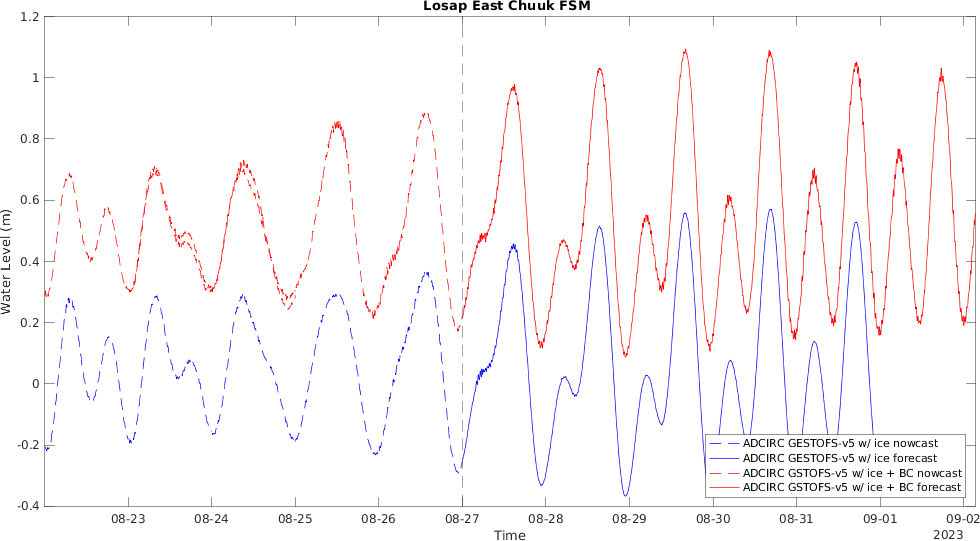 Losap East Chuuk FSM
1.2
1
0.8
0.6
0.4
0.2
0
-0.2
-0.4
Water Level (m)
ADCIRC GESTOFS-v5 w/ ice nowcast
ADCIRC GESTOFS-v5 w/ ice forecast
ADCIRC GSTOFS-v5 w/ ice + BC nowcast
ADCIRC GSTOFS-v5 w/ ice + BC forecast
08-23 08-24 08-25 08-26 08-27 08-28 08-29 08-30 08-31 09-01 09-02
Time
2023